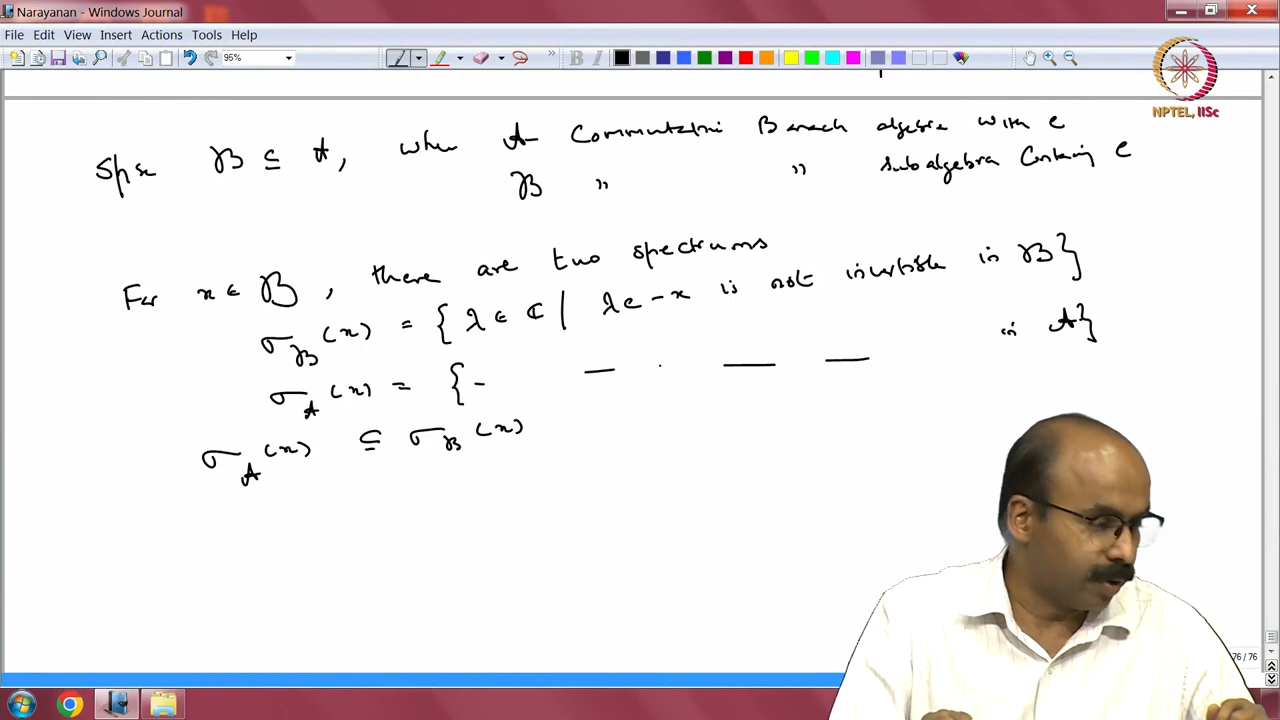 Narayanan - Windows Journal
File Edit View Insert Actions Tools Help
95%
NPTEL, IISc
Spse B ⊆ A, when A - Commutative Banach algebra with e
B " " subalgebra Containing e
For x ∈ B, there are two spectrums
σ_B(x) = { λ ∈ ℂ | λe - x is not invertible in B }
σ_A(x) = { - — — — in A }
σ_A(x) ⊆ σ_B(x)
76 / 76